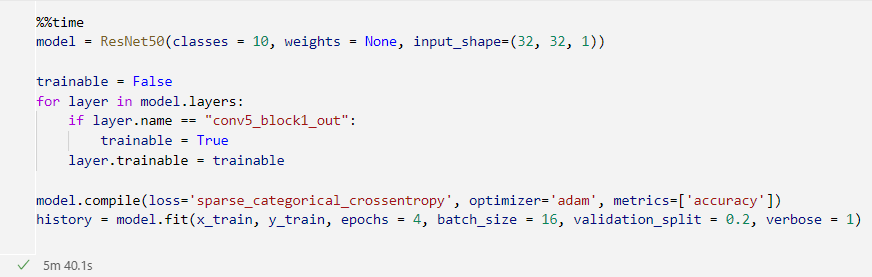 %%time
model = ResNet50(classes = 10, weights = None, input_shape=(32, 32, 1))
trainable = False
for layer in model.layers:
    if layer.name == "conv5_block1_out":
        trainable = True
    layer.trainable = trainable
model.compile(loss='sparse_categorical_crossentropy', optimizer='adam', metrics=['accuracy'])
history = model.fit(x_train, y_train, epochs = 4, batch_size = 16, validation_split = 0.2, verbose = 1)
5m 40.1s